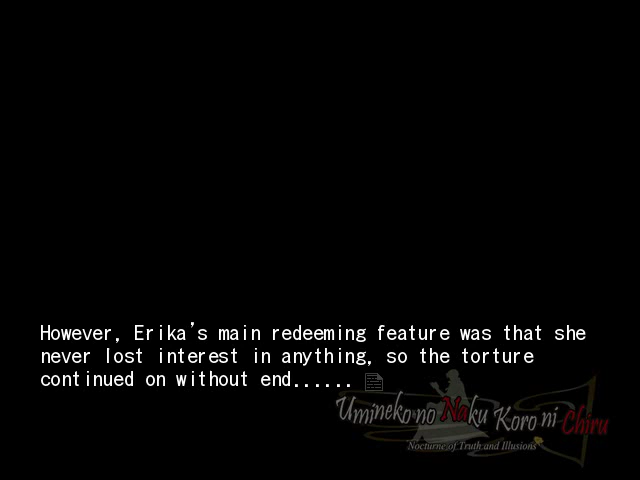 However, Erika's main redeeming feature was that she
never lost interest in anything, so the torture
continued on without end......
Umineko no Naku Koro ni Chiru
Nocturne of Truth and Illusions